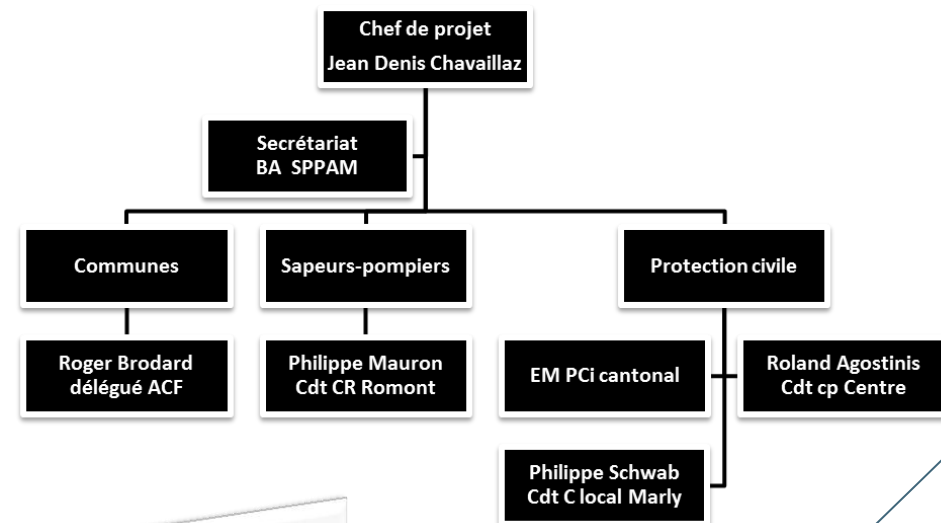 Chef de projet
Jean Denis Chavaillaz
Secrétariat
BA SPPAM
Communes
Sapeurs-pompiers
Protection civile
Roger Brodard
délégué ACF
Philippe Mauron
Cdt CR Romont
EM PCi cantonal
Roland Agostinis
Cdt cp Centre
Philippe Schwab
Cdt C local Marly